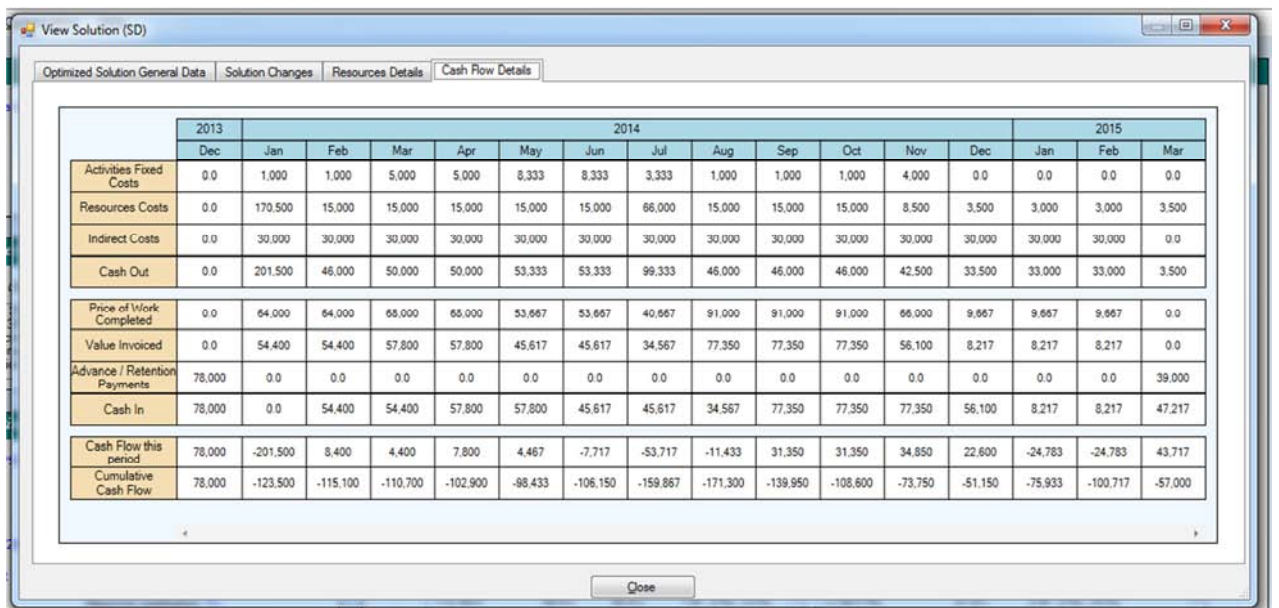 View Solution (SD)
Optimized Solution General Data Solution Changes Resources Details Cash Flow Details
2013 2014 2015
Dec Jan Feb Mar Apr May Jun Jul Aug Sep Oct Nov Dec Jan Feb Mar
Activities Fixed
Costs 0.0 1,000 1,000 5,000 5,000 8,333 8,333 3,333 1,000 1,000 1,000 4,000 0.0 0.0 0.0 0.0
Resources Costs 0.0 170,500 15,000 15,000 15,000 15,000 15,000 66,000 15,000 15,000 15,000 8,500 3,500 3,000 3,000 3,500
Indirect Costs 0.0 30,000 30,000 30,000 30,000 30,000 30,000 30,000 30,000 30,000 30,000 30,000 30,000 30,000 30,000 0.0
Cash Out 0.0 201,500 46,000 50,000 50,000 53,333 53,333 99,333 46,000 46,000 46,000 42,500 33,500 33,000 33,000 3,500
Price of Work
Completed 0.0 64,000 64,000 68,000 68,000 53,667 53,667 40,667 91,000 91,000 91,000 66,000 9,667 9,667 9,667 0.0
Value Invoiced 0.0 54,400 54,400 57,800 57,800 45,617 45,617 34,567 77,350 77,350 77,350 56,100 8,217 8,217 8,217 0.0
Advance / Retention
Payments 78,000 0.0 0.0 0.0 0.0 0.0 0.0 0.0 0.0 0.0 0.0 0.0 0.0 0.0 0.0 39,000
Cash In 78,000 0.0 54,400 54,400 57,800 57,800 45,617 45,617 34,567 77,350 77,350 77,350 56,100 8,217 8,217 47,217
Cash Flow this
period 78,000 -201,500 8,400 4,400 7,800 4,467 -7,717 -53,717 -11,433 31,350 31,350 34,850 22,600 -24,783 -24,783 43,717
Cumulative
Cash Flow 78,000 -123,500 -115,100 -110,700 -102,900 -98,433 -106,150 -159,867 -171,300 -139,950 -108,600 -73,750 -51,150 -75,933 -100,717 -57,000
Close